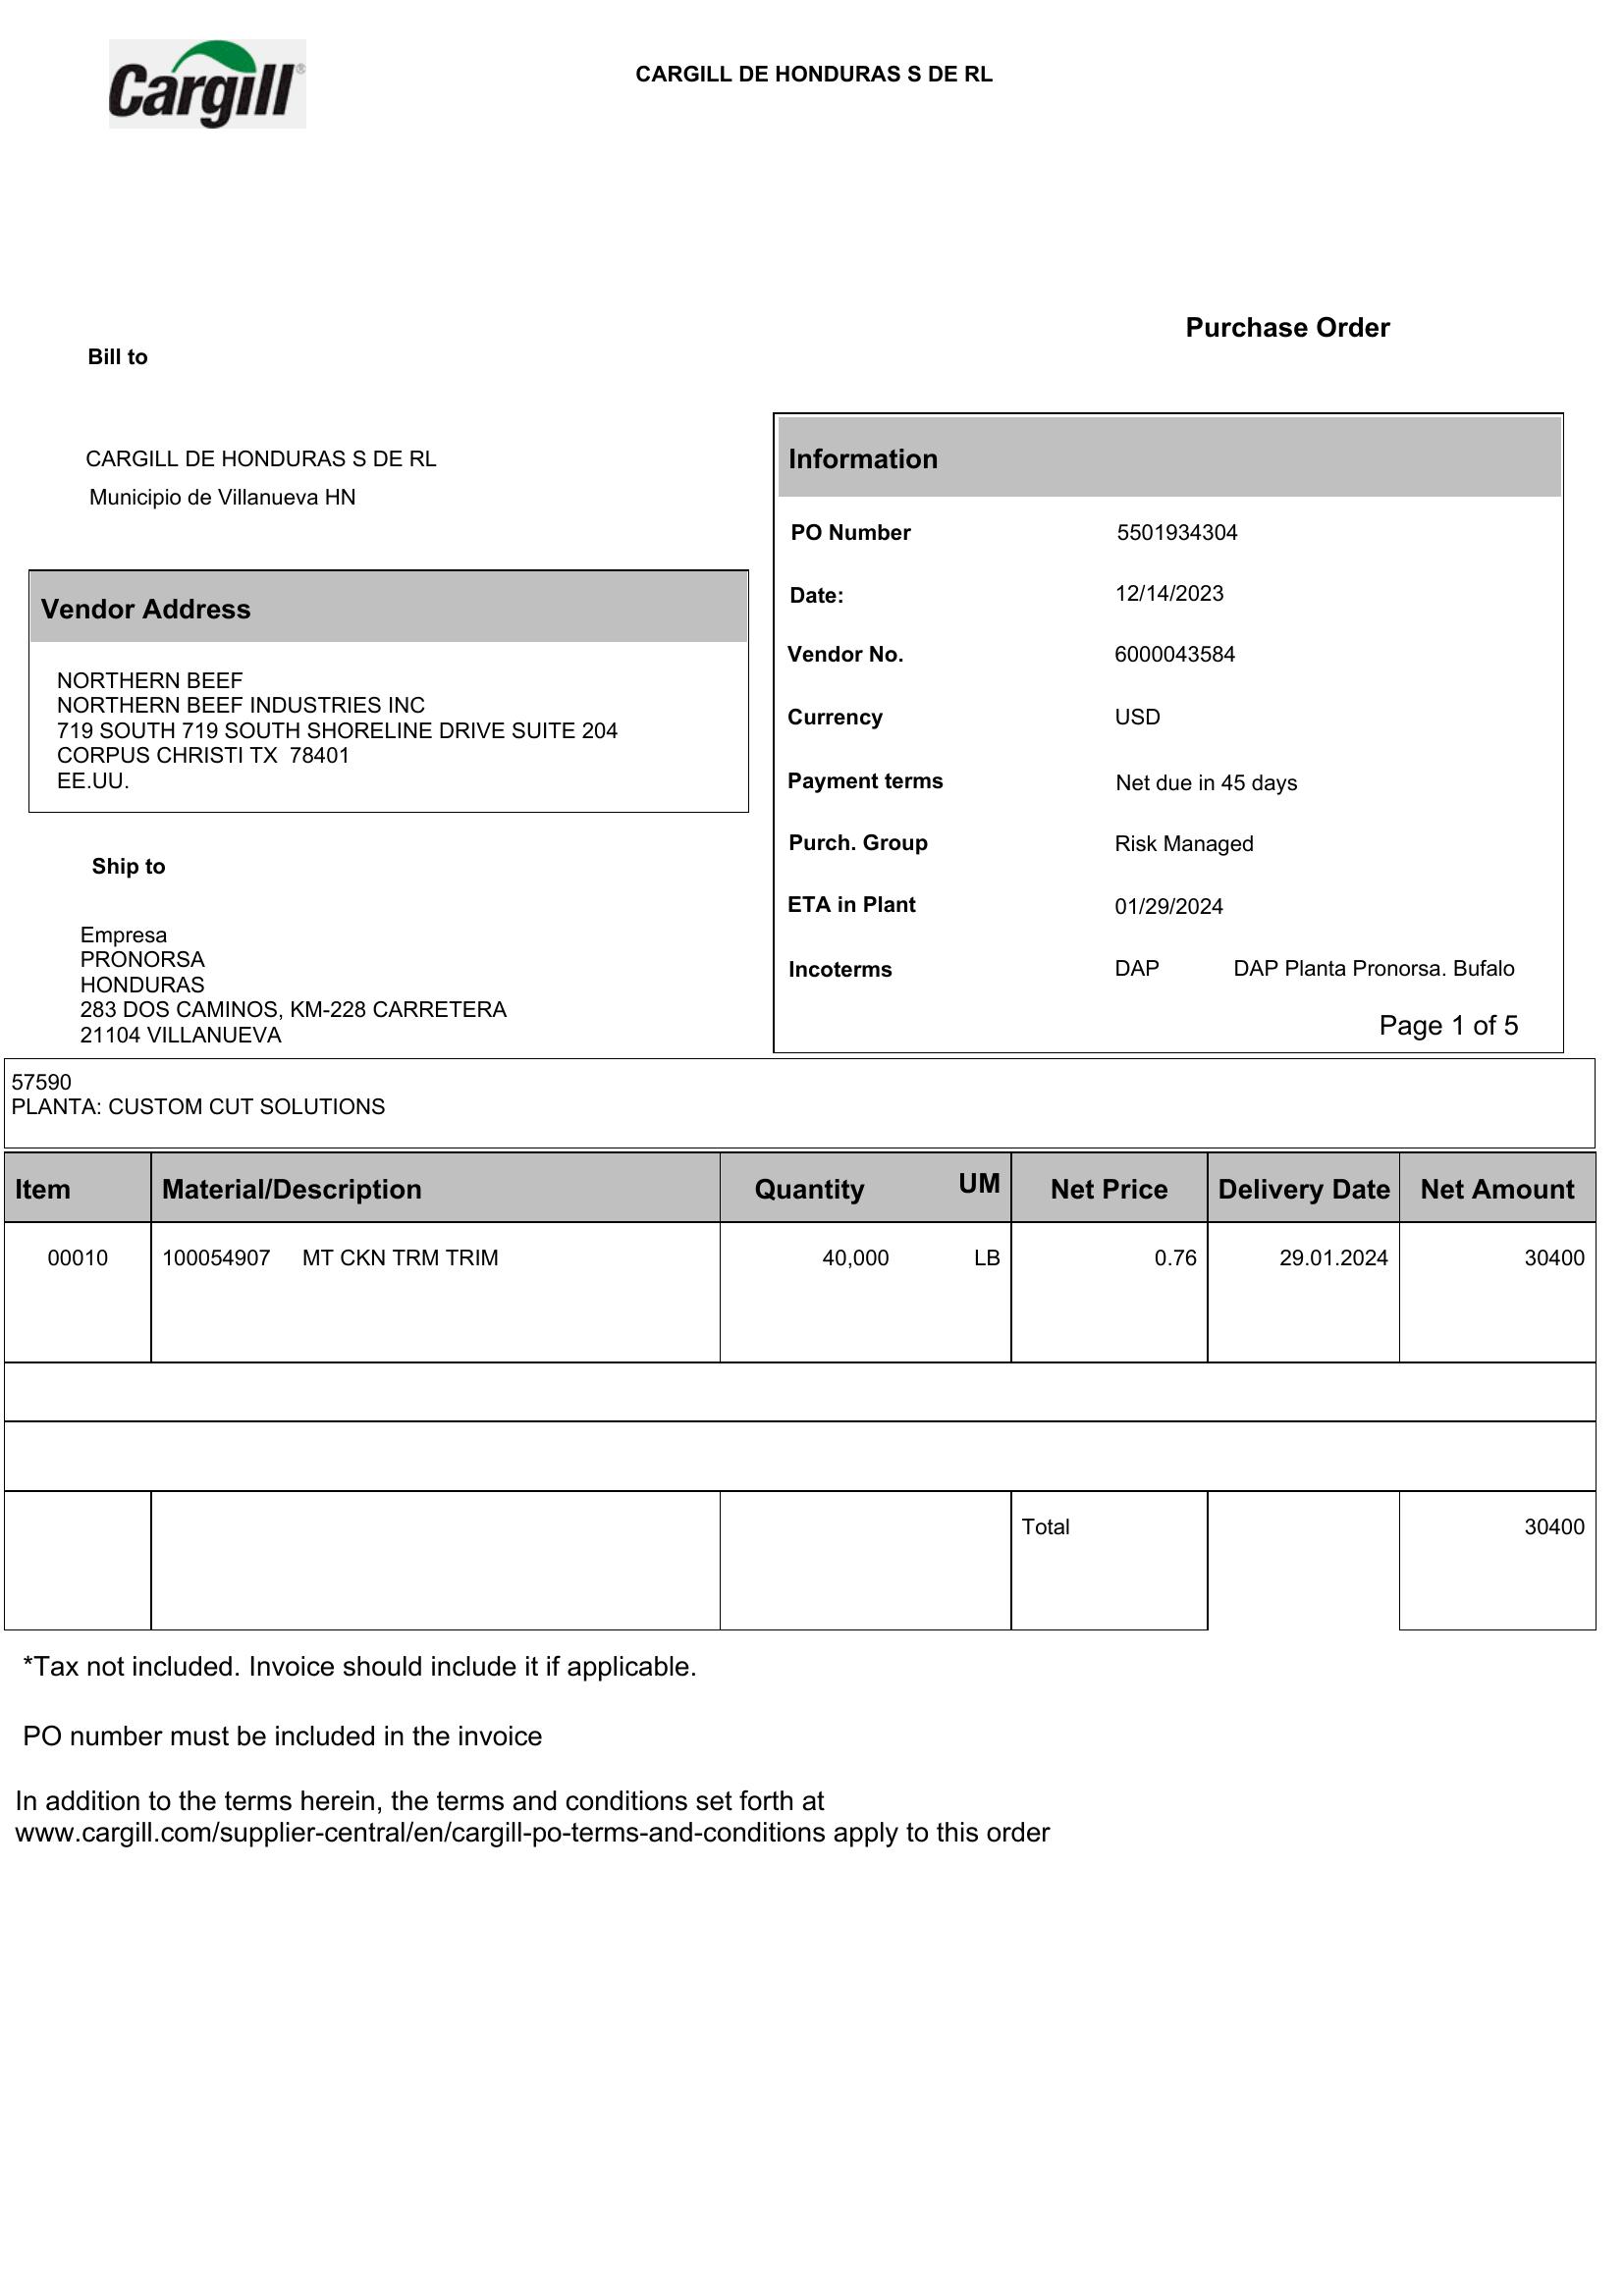 Cargill®
CARGILL DE HONDURAS S DE RL
Purchase Order
Bill to
CARGILL DE HONDURAS S DE RL
Municipio de Villanueva HN
Vendor Address
NORTHERN BEEF
NORTHERN BEEF INDUSTRIES INC
719 SOUTH 719 SOUTH SHORELINE DRIVE SUITE 204
CORPUS CHRISTI TX  78401
EE.UU.
Ship to
Empresa
PRONORSA
HONDURAS
283 DOS CAMINOS, KM-228 CARRETERA
21104 VILLANUEVA
Information
PO Number 5501934304
Date: 12/14/2023
Vendor No. 6000043584
Currency USD
Payment terms Net due in 45 days
Purch. Group Risk Managed
ETA in Plant 01/29/2024
Incoterms DAP DAP Planta Pronorsa. Bufalo
Page 1 of 5
57590
PLANTA: CUSTOM CUT SOLUTIONS
Item Material/Description Quantity UM Net Price Delivery Date Net Amount
00010 100054907 MT CKN TRM TRIM 40,000 LB 0.76 29.01.2024 30400
Total 30400
*Tax not included. Invoice should include it if applicable.
PO number must be included in the invoice
In addition to the terms herein, the terms and conditions set forth at
www.cargill.com/supplier-central/en/cargill-po-terms-and-conditions apply to this order